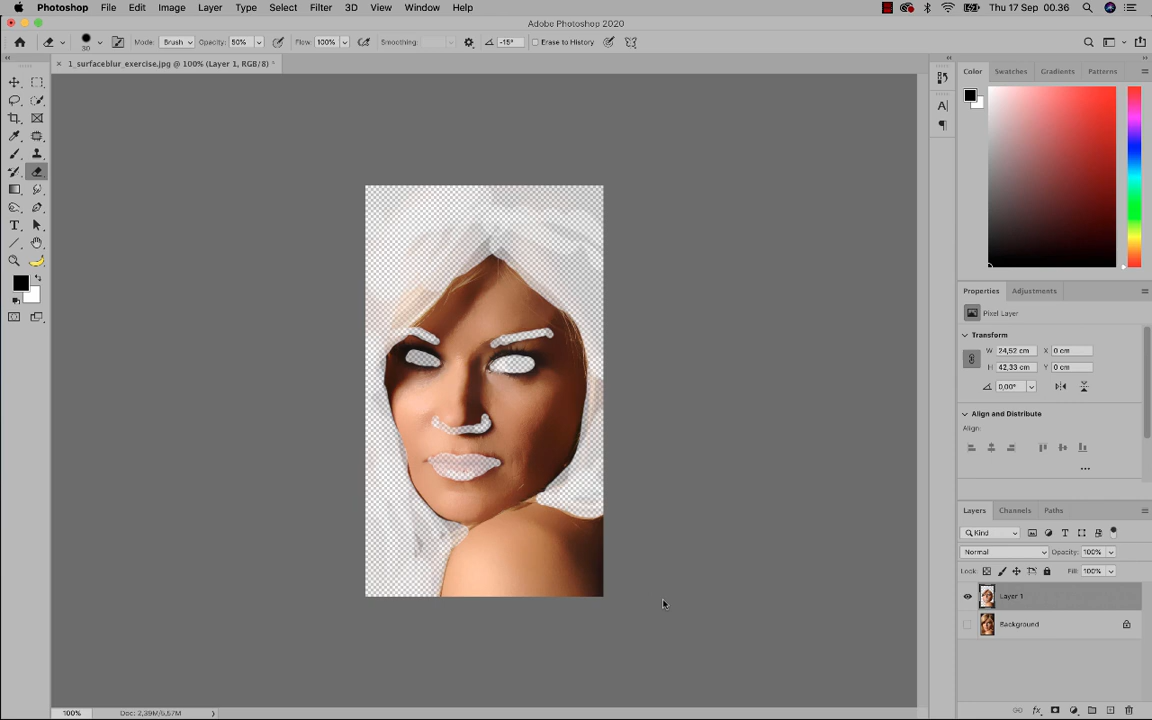 Photoshop File Edit Image Layer Type Select Filter 3D View Window Help Thu 17 Sep 00.36
Adobe Photoshop 2020
30 Mode: Brush Opacity: 50% Flow: 100% Smoothing: -15° Erase to History
1_surfaceblur_exercise.jpg @ 100% (Layer 1, RGB/8) *
Color Swatches Gradients Patterns
Properties Adjustments
Pixel Layer
Transform
W 24,52 cm X 0 cm
H 42,33 cm Y 0 cm
0,00°
Align and Distribute
Align:
Layers Channels Paths
Kind
Normal Opacity: 100%
Lock: Fill: 100%
Layer 1
Background
100% Doc: 2,39M/5,57M